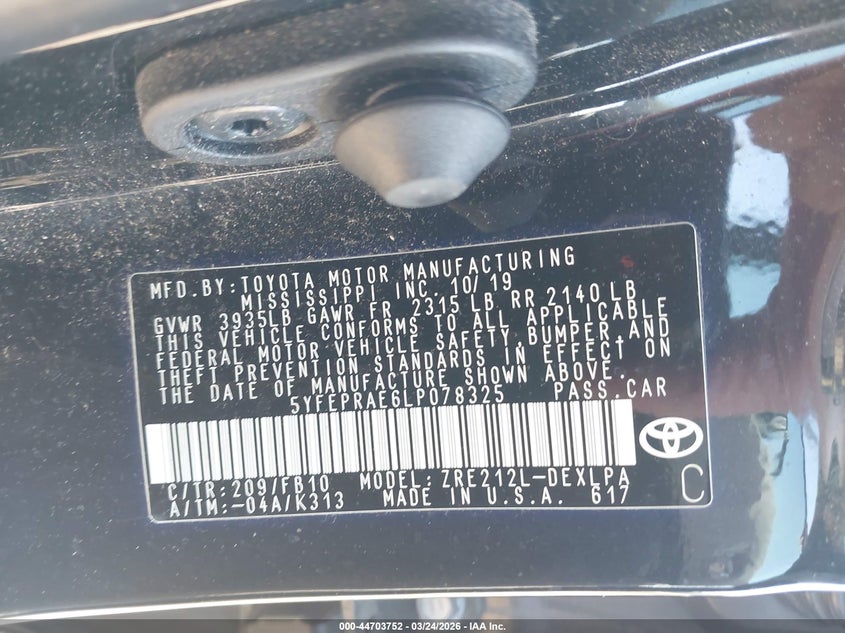 MFD. BY: TOYOTA MOTOR MANUFACTURING
MISSISSIPPI INC. 10/19
GVWR 3935LB GAWR FR 2315 LB RR 2140 LB
THIS VEHICLE CONFORMS TO ALL APPLICABLE
FEDERAL MOTOR VEHICLE SAFETY,BUMPER,AND
THEFT PREVENTION STANDARDS IN EFFECT ON
THE DATE OF MANUFACTURE SHOWN ABOVE.
5YFEPRAE6LP078325 PASS.CAR
C/TR:209/FB10 MODEL:ZRE212L-DEXLPA
A/TM:-04A/K313 MADE IN U.S.A. 617
C
000-44703752 - 03/24/2026 - IAA Inc.